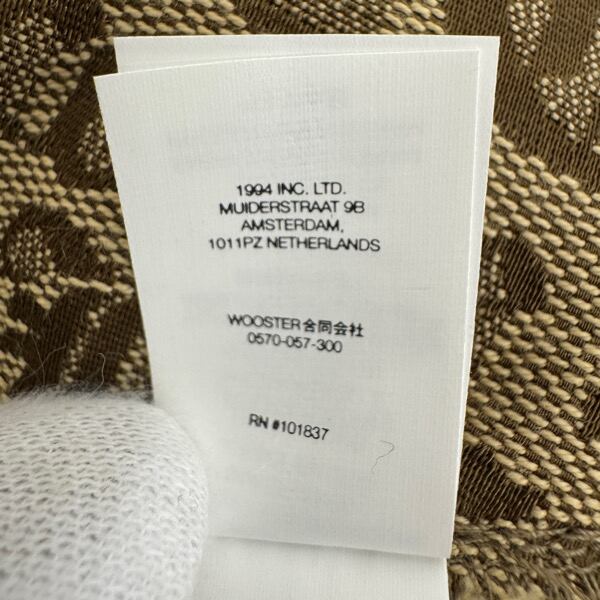 1994 INC. LTD.
MUIDERSTRAAT 9B
AMSTERDAM,
1011PZ NETHERLANDS
WOOSTER合同会社
0570-057-300
RN #101837